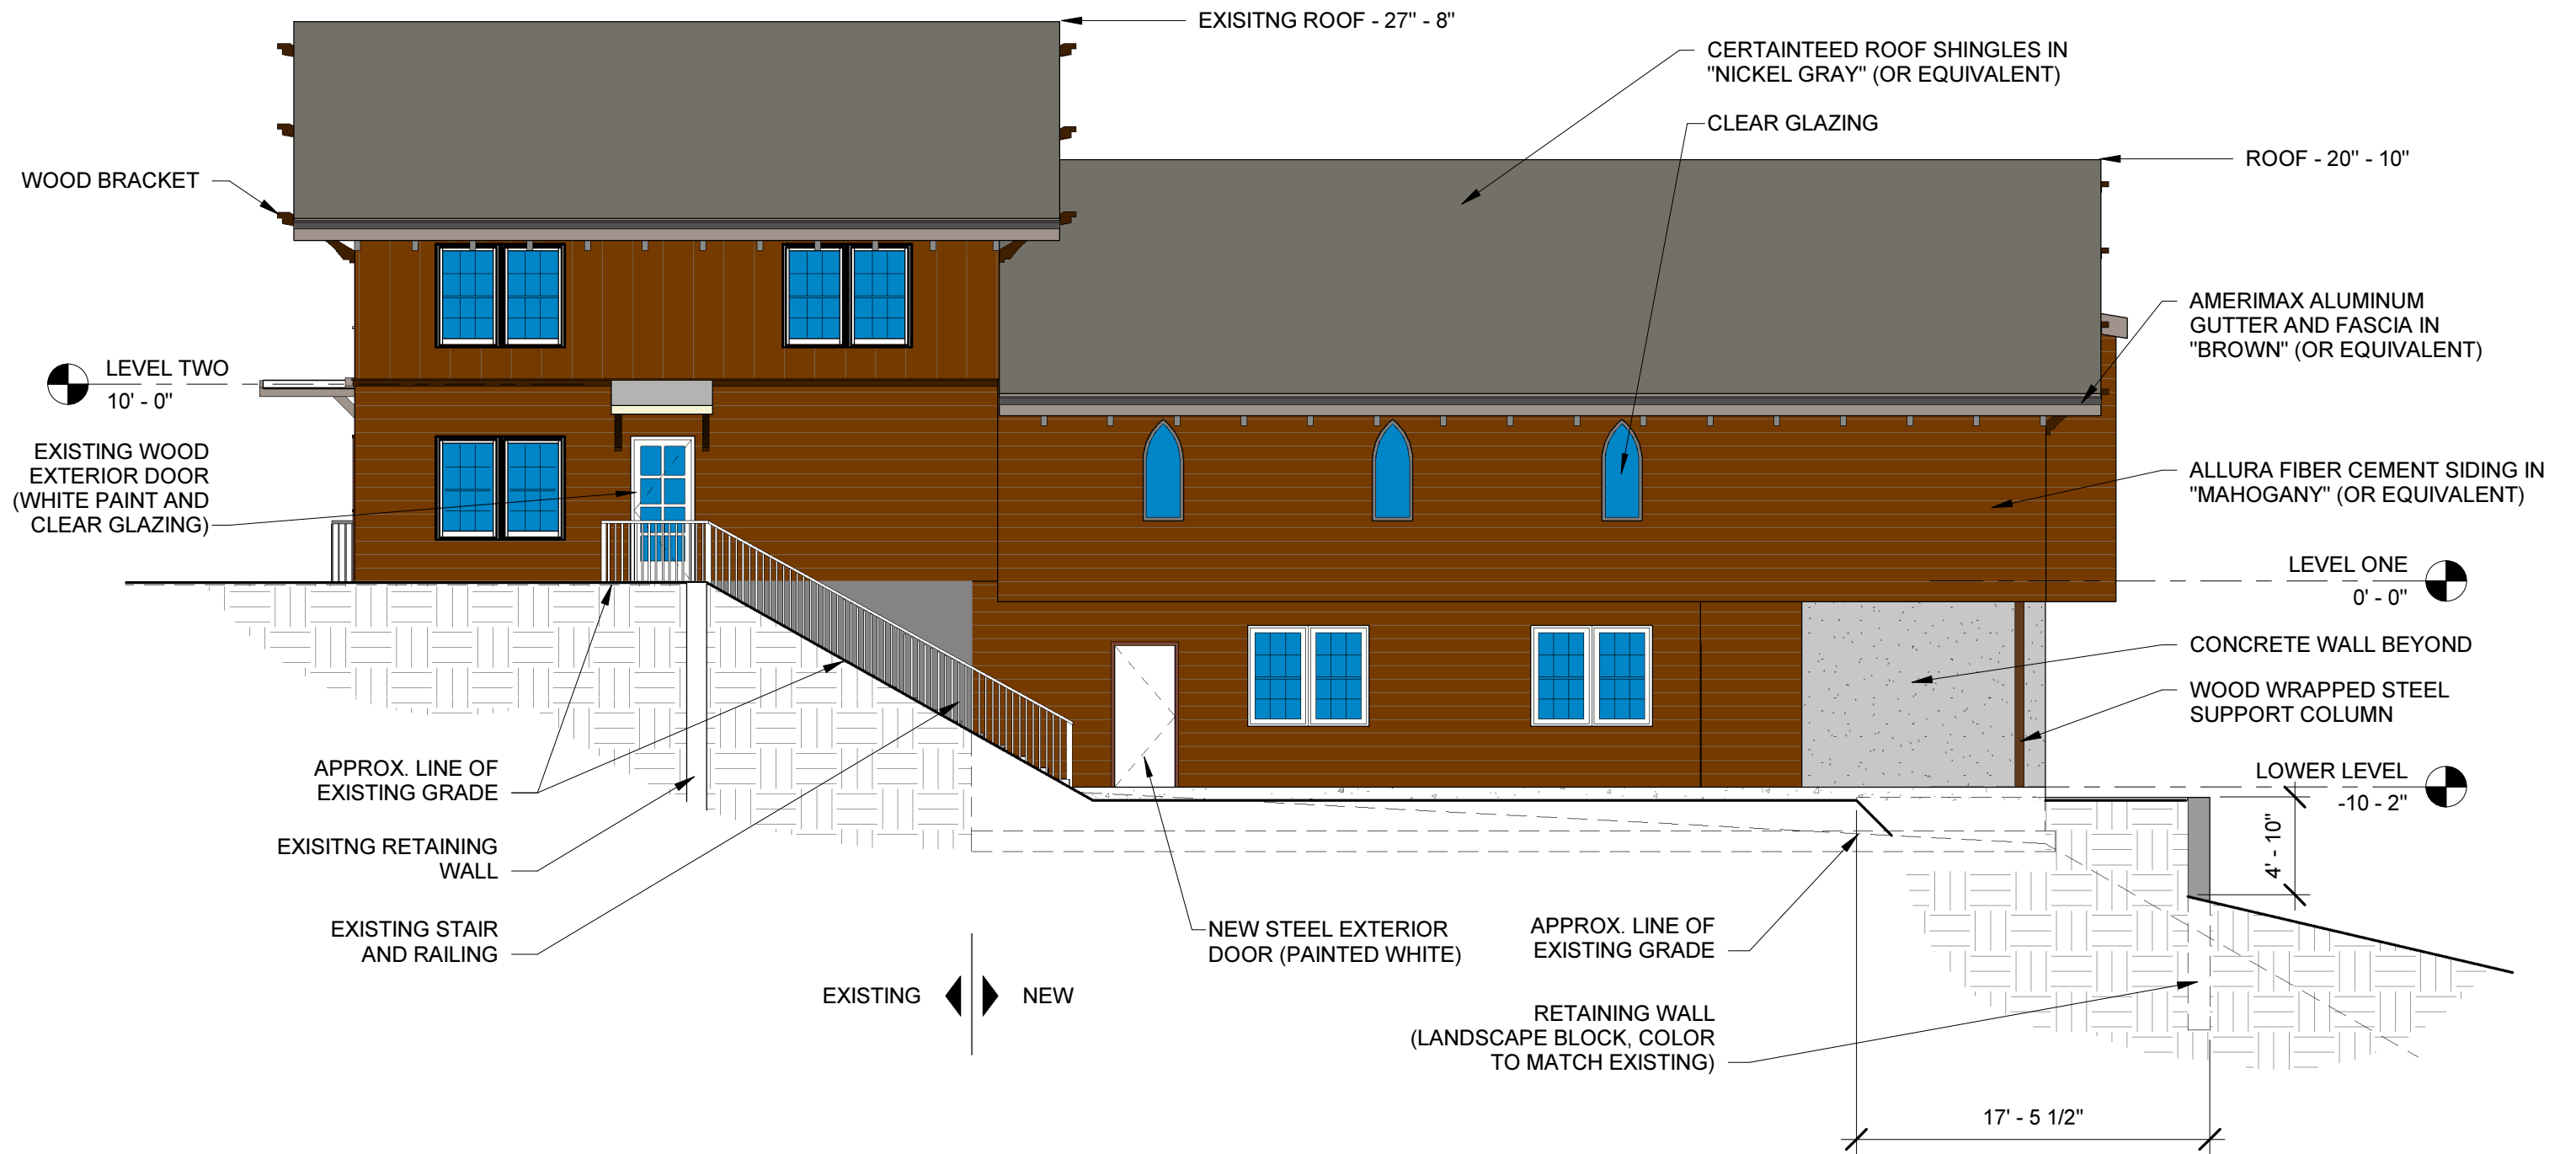 EXISITNG ROOF - 27" - 8"
CERTAINTEED ROOF SHINGLES IN
"NICKEL GRAY" (OR EQUIVALENT)
CLEAR GLAZING
ROOF - 20" - 10"
WOOD BRACKET
AMERIMAX ALUMINUM
GUTTER AND FASCIA IN
"BROWN" (OR EQUIVALENT)
LEVEL TWO
10' - 0"
EXISTING WOOD
EXTERIOR DOOR
(WHITE PAINT AND
CLEAR GLAZING)
ALLURA FIBER CEMENT SIDING IN
"MAHOGANY" (OR EQUIVALENT)
LEVEL ONE
0' - 0"
CONCRETE WALL BEYOND
WOOD WRAPPED STEEL
SUPPORT COLUMN
LOWER LEVEL
-10 - 2"
4' - 10"
APPROX. LINE OF
EXISTING GRADE
EXISITNG RETAINING
WALL
EXISTING STAIR
AND RAILING
NEW STEEL EXTERIOR
DOOR (PAINTED WHITE)
APPROX. LINE OF
EXISTING GRADE
EXISTING
NEW
RETAINING WALL
(LANDSCAPE BLOCK, COLOR
TO MATCH EXISTING)
17' - 5 1/2"